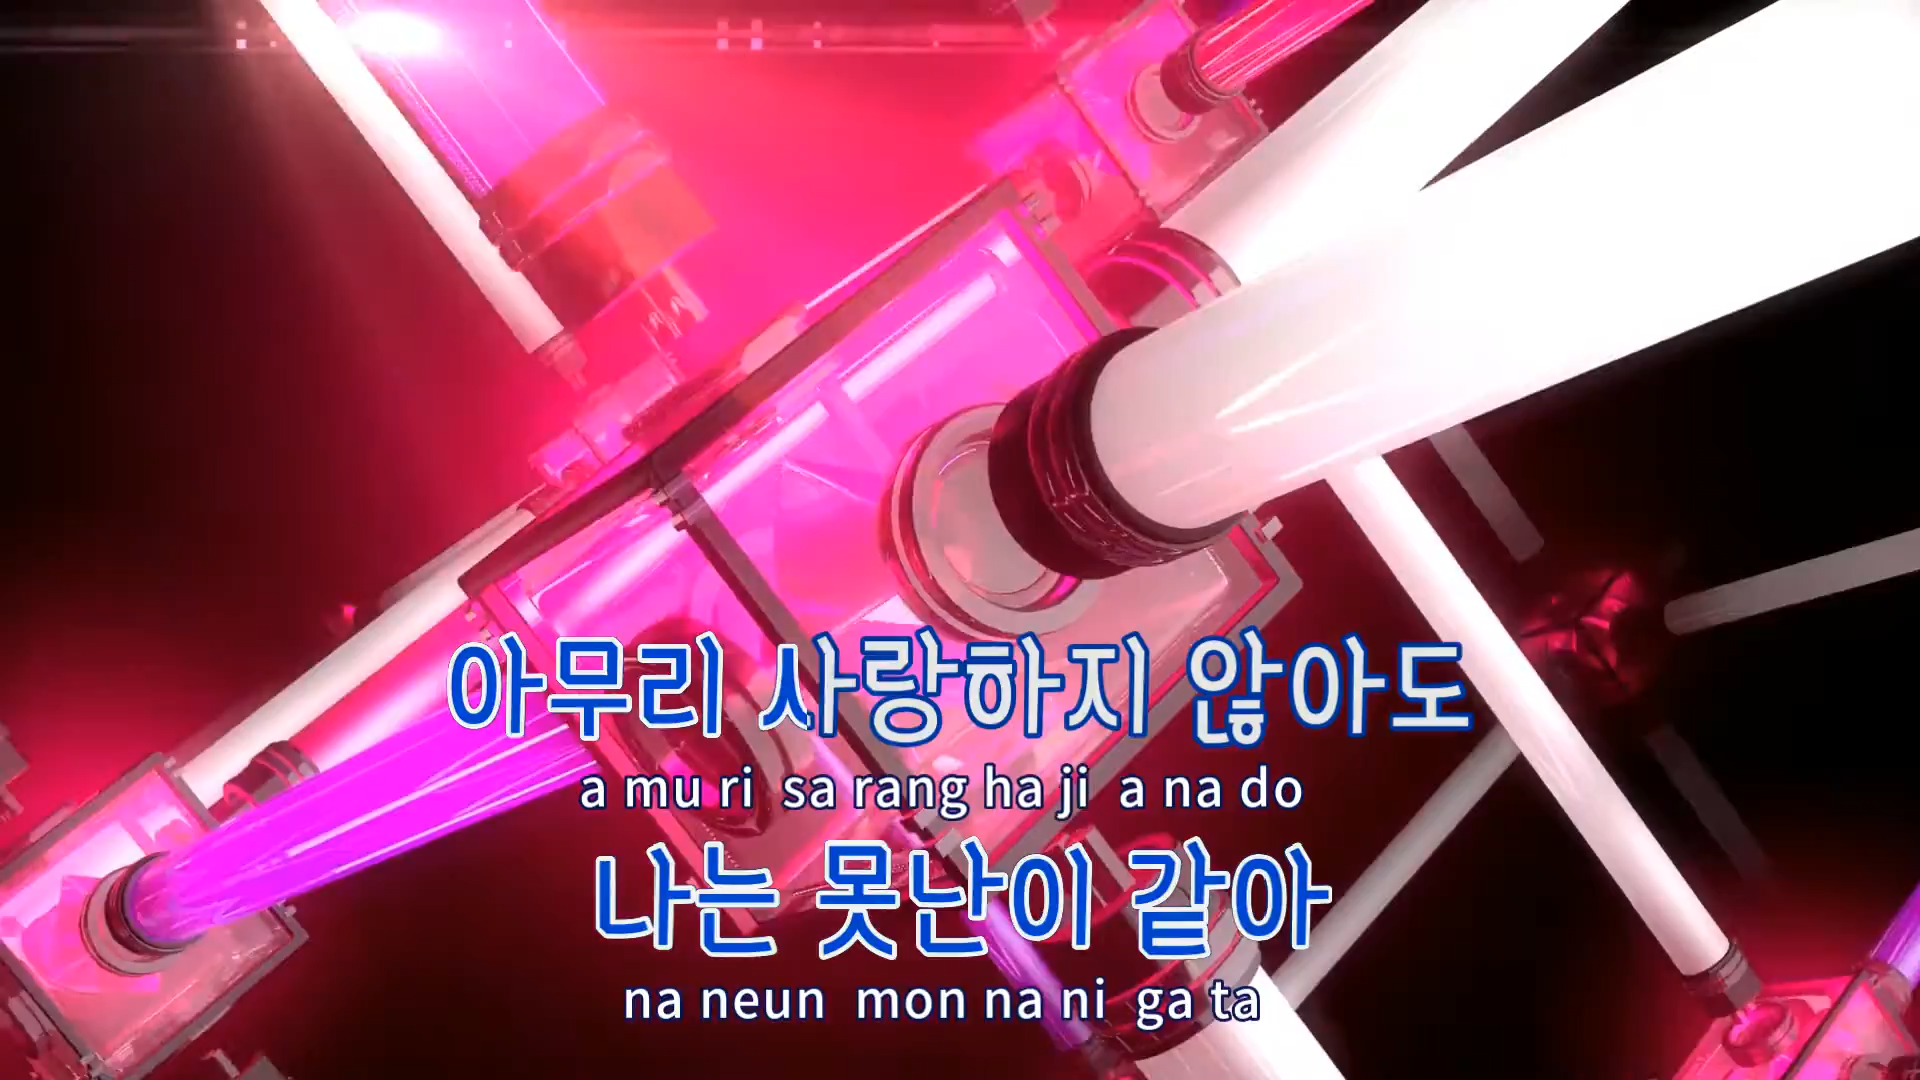 아무리 사랑하지 않아도
a mu ri sa rang ha ji a na do
나는 못난이 같아
na neun mon na ni ga ta